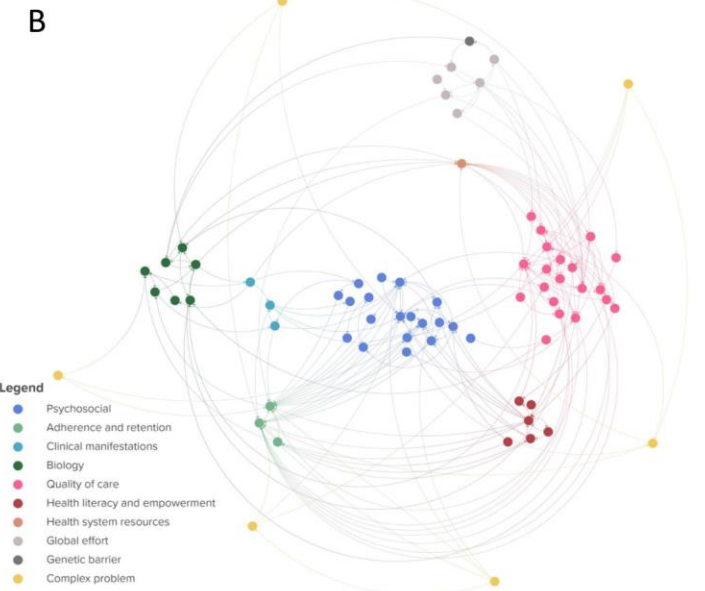 B
Legend
Psychosocial
Adherence and retention
Clinical manifestations
Biology
Quality of care
Health literacy and empowerment
Health system resources
Global effort
Genetic barrier
Complex problem